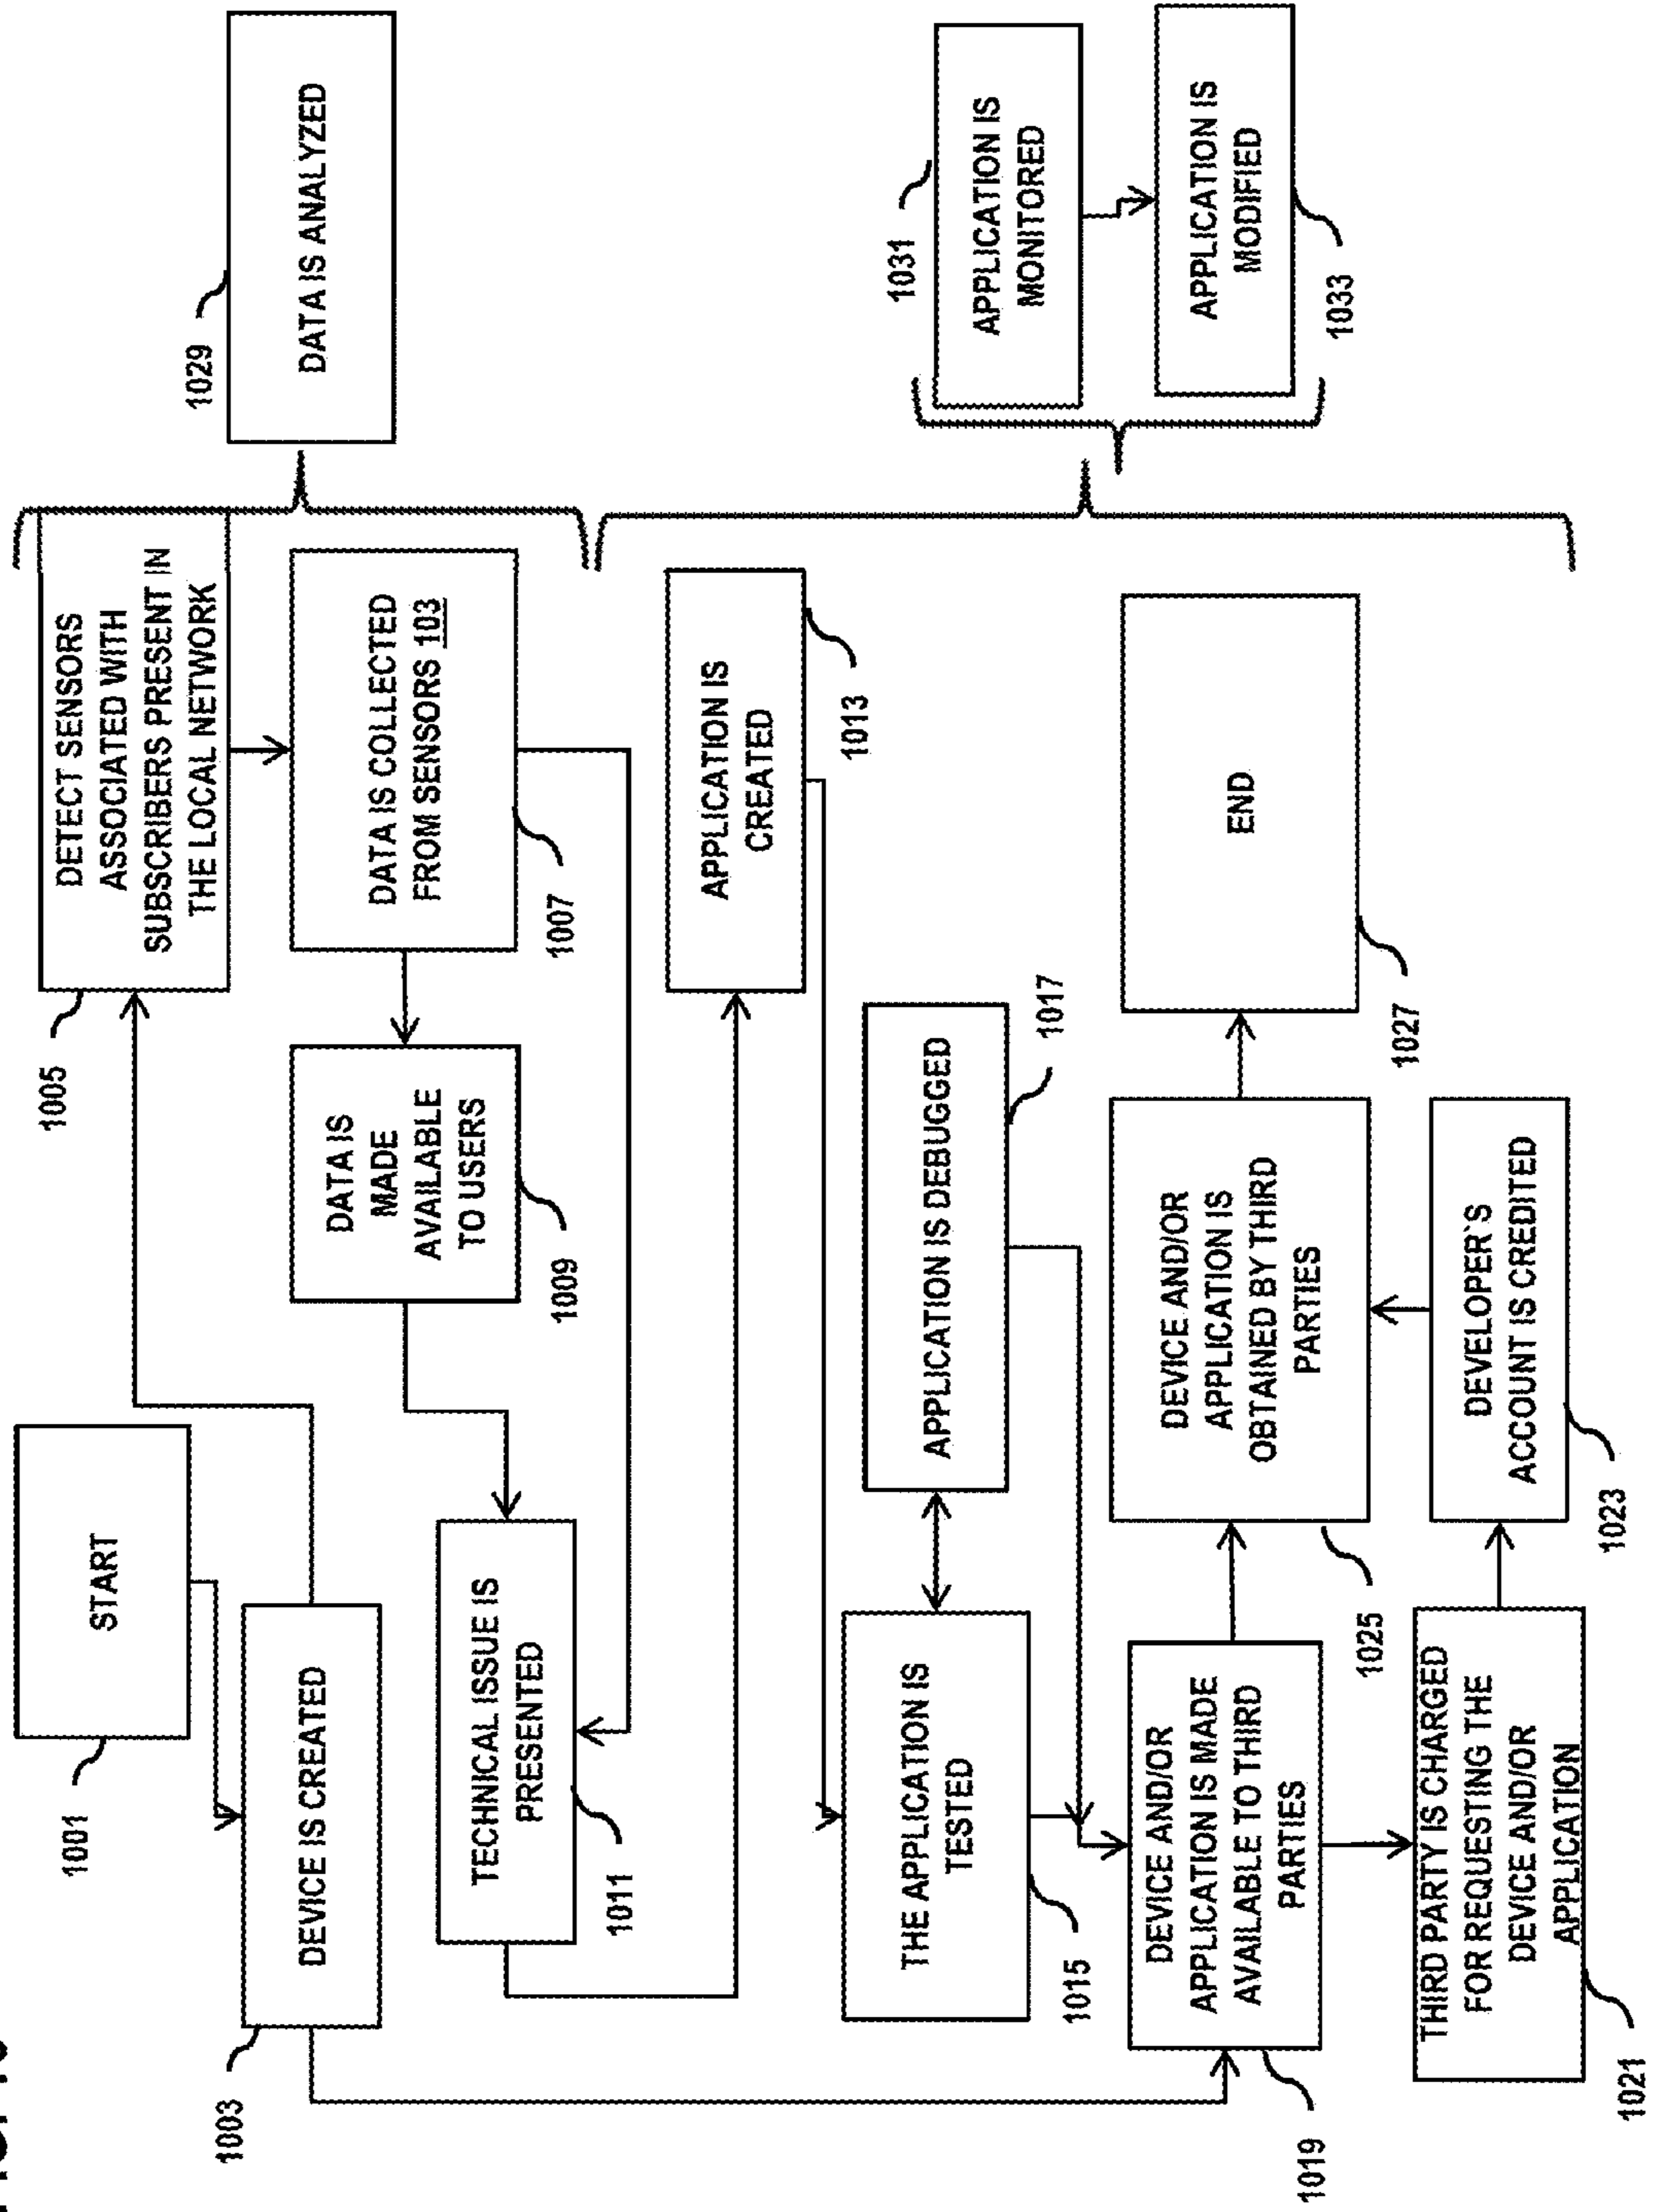 1001
START
1003
DEVICE IS CREATED
1005
DETECT SENSORS
ASSOCIATED WITH
SUBSCRIBERS PRESENT IN
THE LOCAL NETWORK
DATA IS COLLECTED
FROM SENSORS 103
1007
DATA IS
MADE
AVAILABLE
TO USERS
1009
TECHNICAL ISSUE IS
PRESENTED
1011
APPLICATION IS
CREATED
1013
THE APPLICATION IS
TESTED
1015
APPLICATION IS DEBUGGED
1017
DEVICE AND/OR
APPLICATION IS MADE
AVAILABLE TO THIRD
PARTIES
1019
THIRD PARTY IS CHARGED
FOR REQUESTING THE
DEVICE AND/OR
APPLICATION
1021
DEVELOPER`S
ACCOUNT IS CREDITED
1023
DEVICE AND/OR
APPLICATION IS
OBTAINED BY THIRD
PARTIES
1025
END
1027
1029
DATA IS ANALYZED
1031
APPLICATION IS
MONITORED
APPLICATION IS
MODIFIED
1033